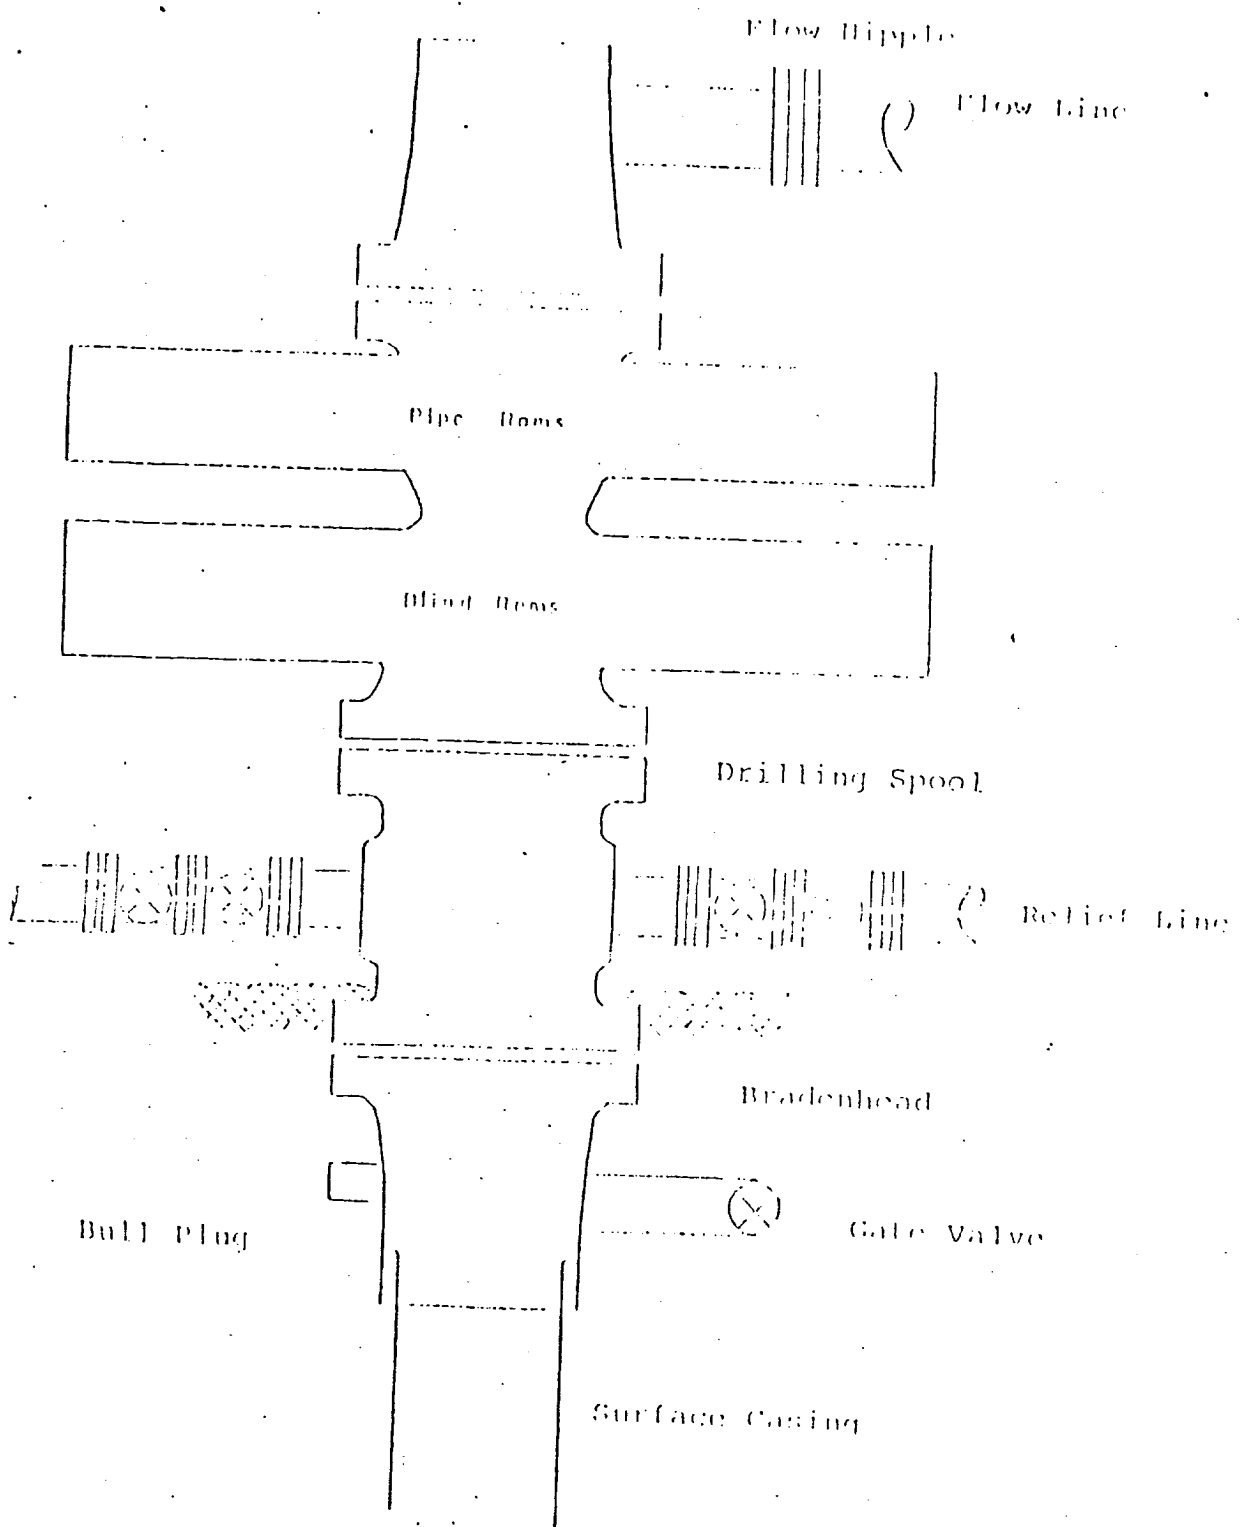 Flow Nipple
Flow Line
Pipe Rams
Blind Rams
Drilling Spool
Relief Line
Bradenhead
Bull Plug
Gate Valve
Surface Casing